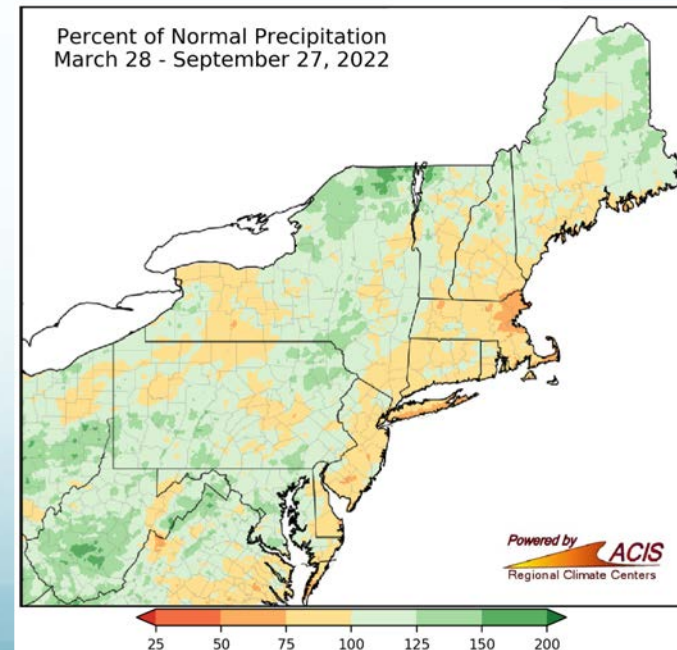 Percent of Normal Precipitation
March 28 - September 27, 2022
Powered by
ACIS
Regional Climate Centers
25 50 75 100 125 150 200